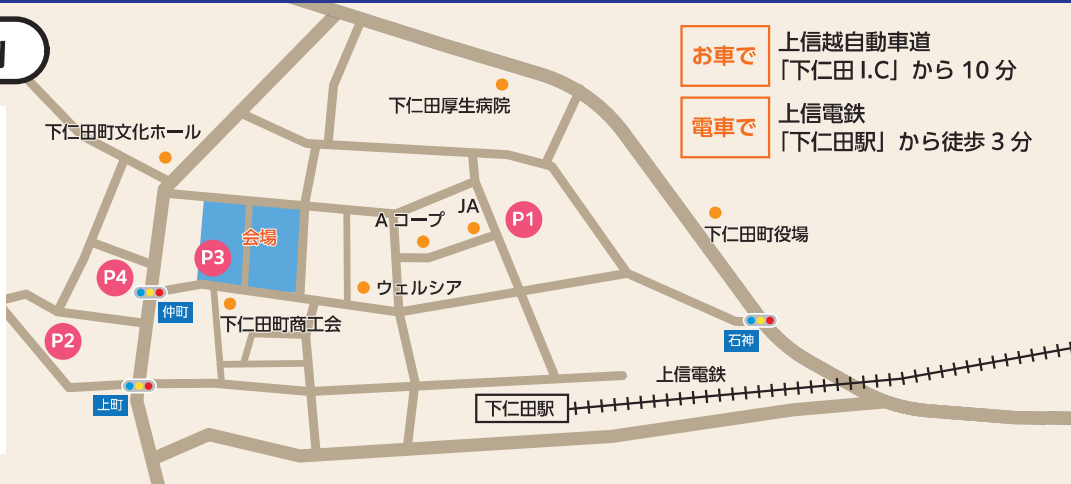 お車で
上信越自動車道
「下仁田 I.C」から 10 分
電車で
上信電鉄
「下仁田駅」から徒歩 3 分
下仁田厚生病院
下仁田町文化ホール
A コープ
JA
P1
下仁田町役場
会場
P3
P4
ウェルシア
仲町
下仁田町商工会
P2
石神
上町
上信電鉄
下仁田駅